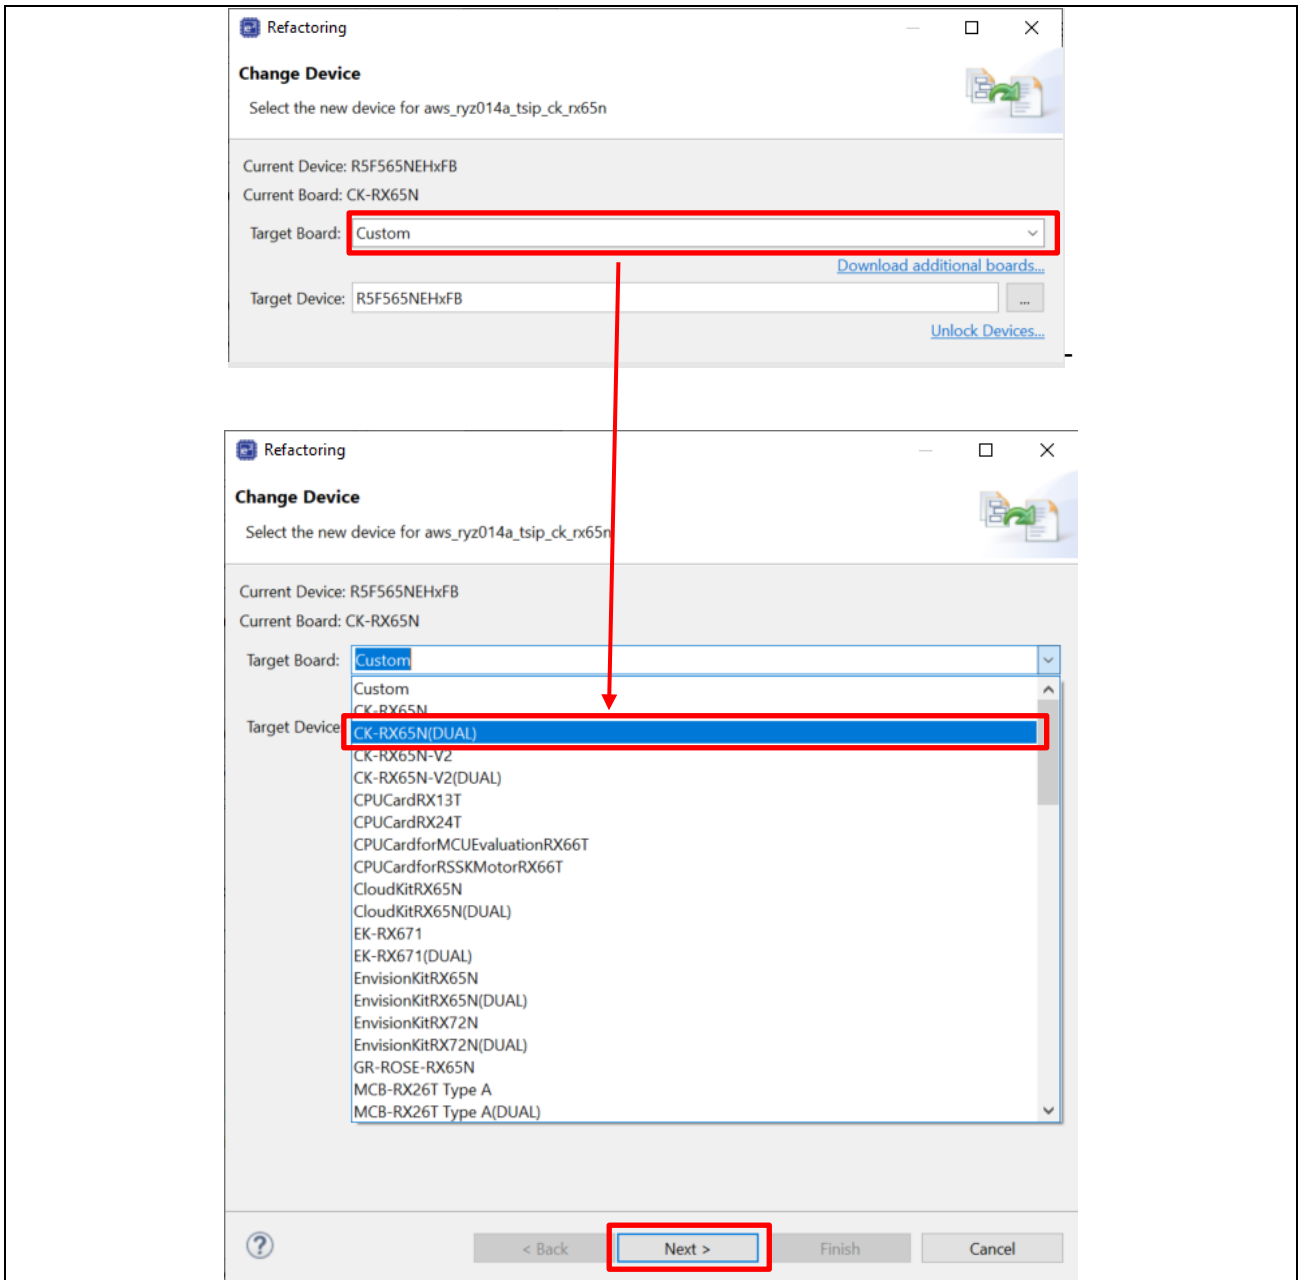 Refactoring
Change Device
Select the new device for aws_ryz014a_tsip_ck_rx65n
Current Device: R5F565NEHxFB
Current Board: CK-RX65N
Target Board: Custom
Download additional boards...
Target Device: R5F565NEHxFB ...
Unlock Devices...
Refactoring
Change Device
Select the new device for aws_ryz014a_tsip_ck_rx65n
Current Device: R5F565NEHxFB
Current Board: CK-RX65N
Target Board: Custom
Custom
CK-RX65N
Target Device CK-RX65N(DUAL)
CK-RX65N-V2
CK-RX65N-V2(DUAL)
CPUCardRX13T
CPUCardRX24T
CPUCardforMCUEvaluationRX66T
CPUCardforRSSKMotorRX66T
CloudKitRX65N
CloudKitRX65N(DUAL)
EK-RX671
EK-RX671(DUAL)
EnvisionKitRX65N
EnvisionKitRX65N(DUAL)
EnvisionKitRX72N
EnvisionKitRX72N(DUAL)
GR-ROSE-RX65N
MCB-RX26T Type A
MCB-RX26T Type A(DUAL)
? < Back Next > Finish Cancel